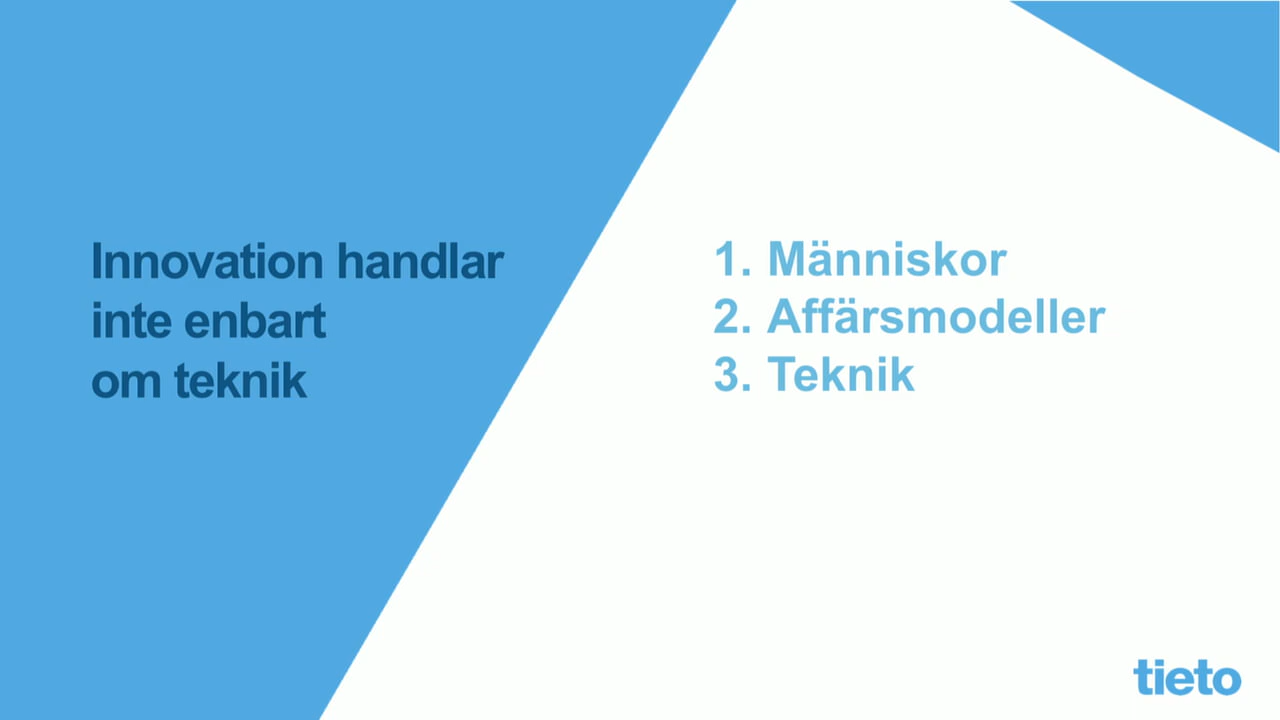 Innovation handlar
inte enbart
om teknik
1. Människor
2. Affärsmodeller
3. Teknik
tieto